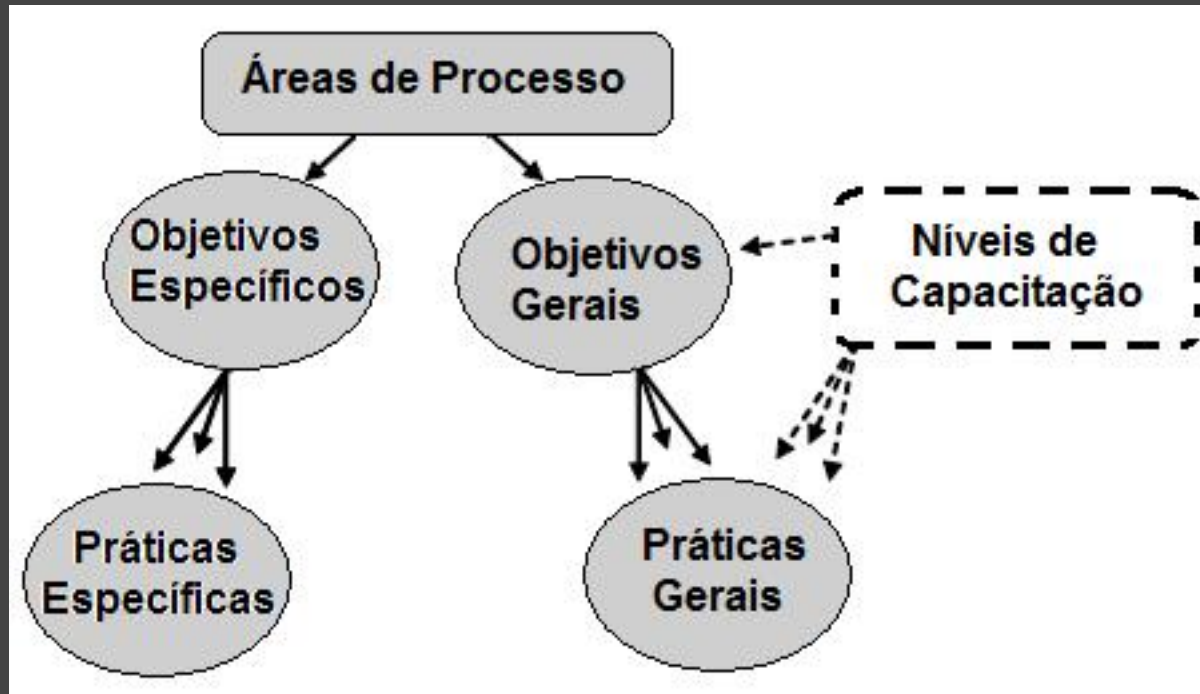 Áreas de Processo
Objetivos
Específicos
Objetivos
Gerais
Níveis de
Capacitação
Práticas
Específicas
Práticas
Gerais